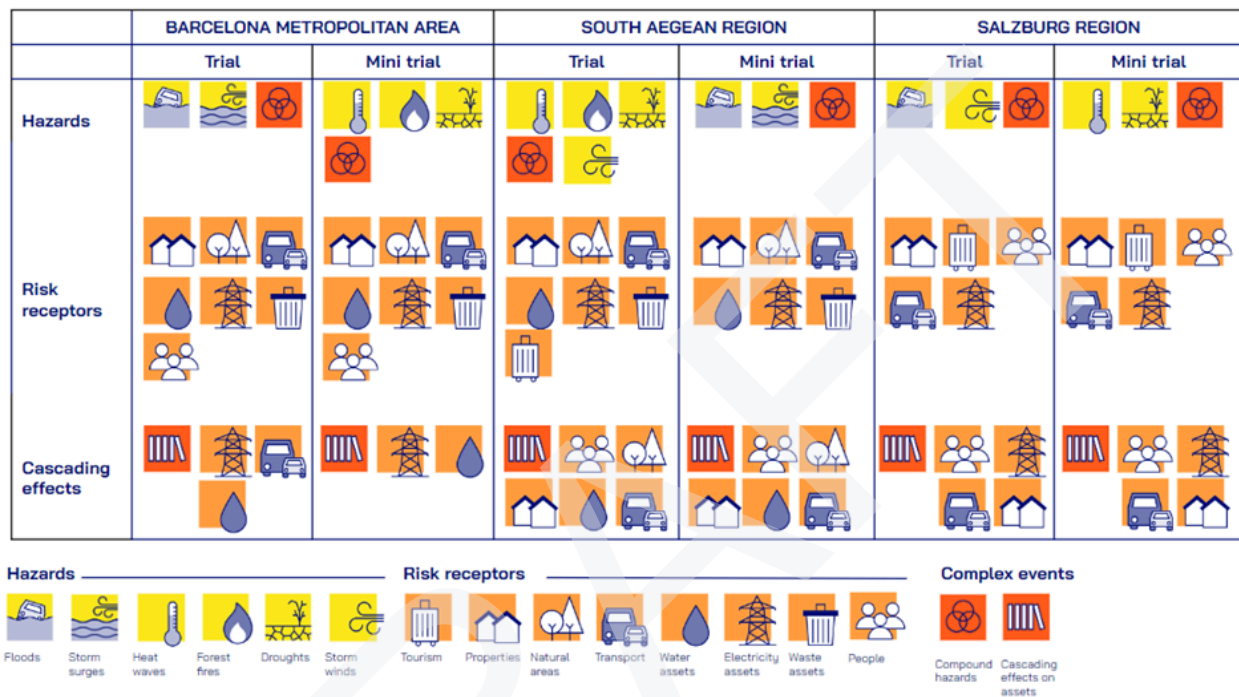 BARCELONA METROPOLITAN AREA SOUTH AEGEAN REGION SALZBURG REGION
Trial Mini trial Trial Mini trial Trial Mini trial
Hazards
Risk
receptors
Cascading
effects
Hazards Risk receptors Complex events
Floods Storm surges Heat waves Forest fires Droughts Storm winds Tourism Properties Natural areas Transport Water assets Electricity assets Waste assets People Compound hazards Cascading effects on assets
DRAFT